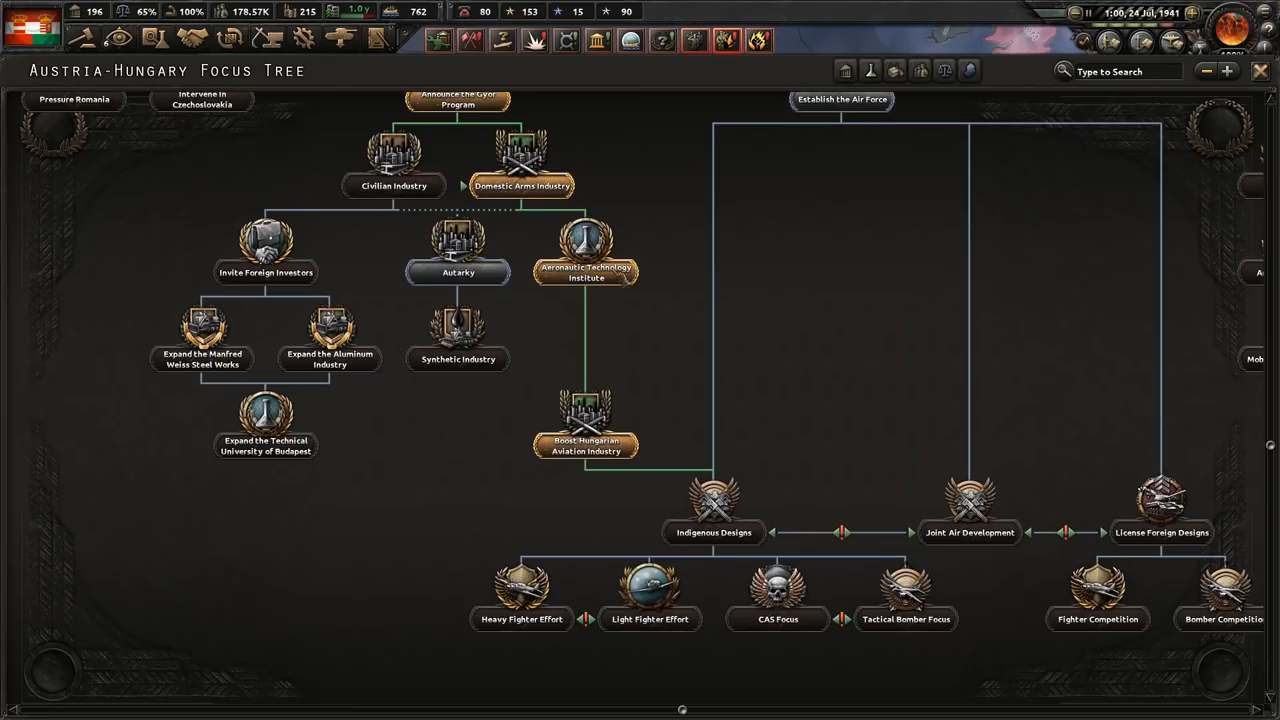 196 65% 100% 178.57K 215 1.0 y 762 80 153 15 90 1:00, 24 Jul, 1941
6
Austria-Hungary Focus Tree
Type to Search
Pressure Romania
Intervene in
Czechoslovakia
Announce the Gyor
Program
Establish the Air Force
Civilian Industry
Domestic Arms Industry
Invite Foreign Investors
Autarky
Aeronautic Technology
Institute
Expand the Manfred
Weiss Steel Works
Expand the Aluminum
Industry
Synthetic Industry
Expand the Technical
University of Budapest
Boost Hungarian
Aviation Industry
Indigenous Designs
Joint Air Development
License Foreign Designs
Heavy Fighter Effort
Light Fighter Effort
CAS Focus
Tactical Bomber Focus
Fighter Competition
Bomber Competitio